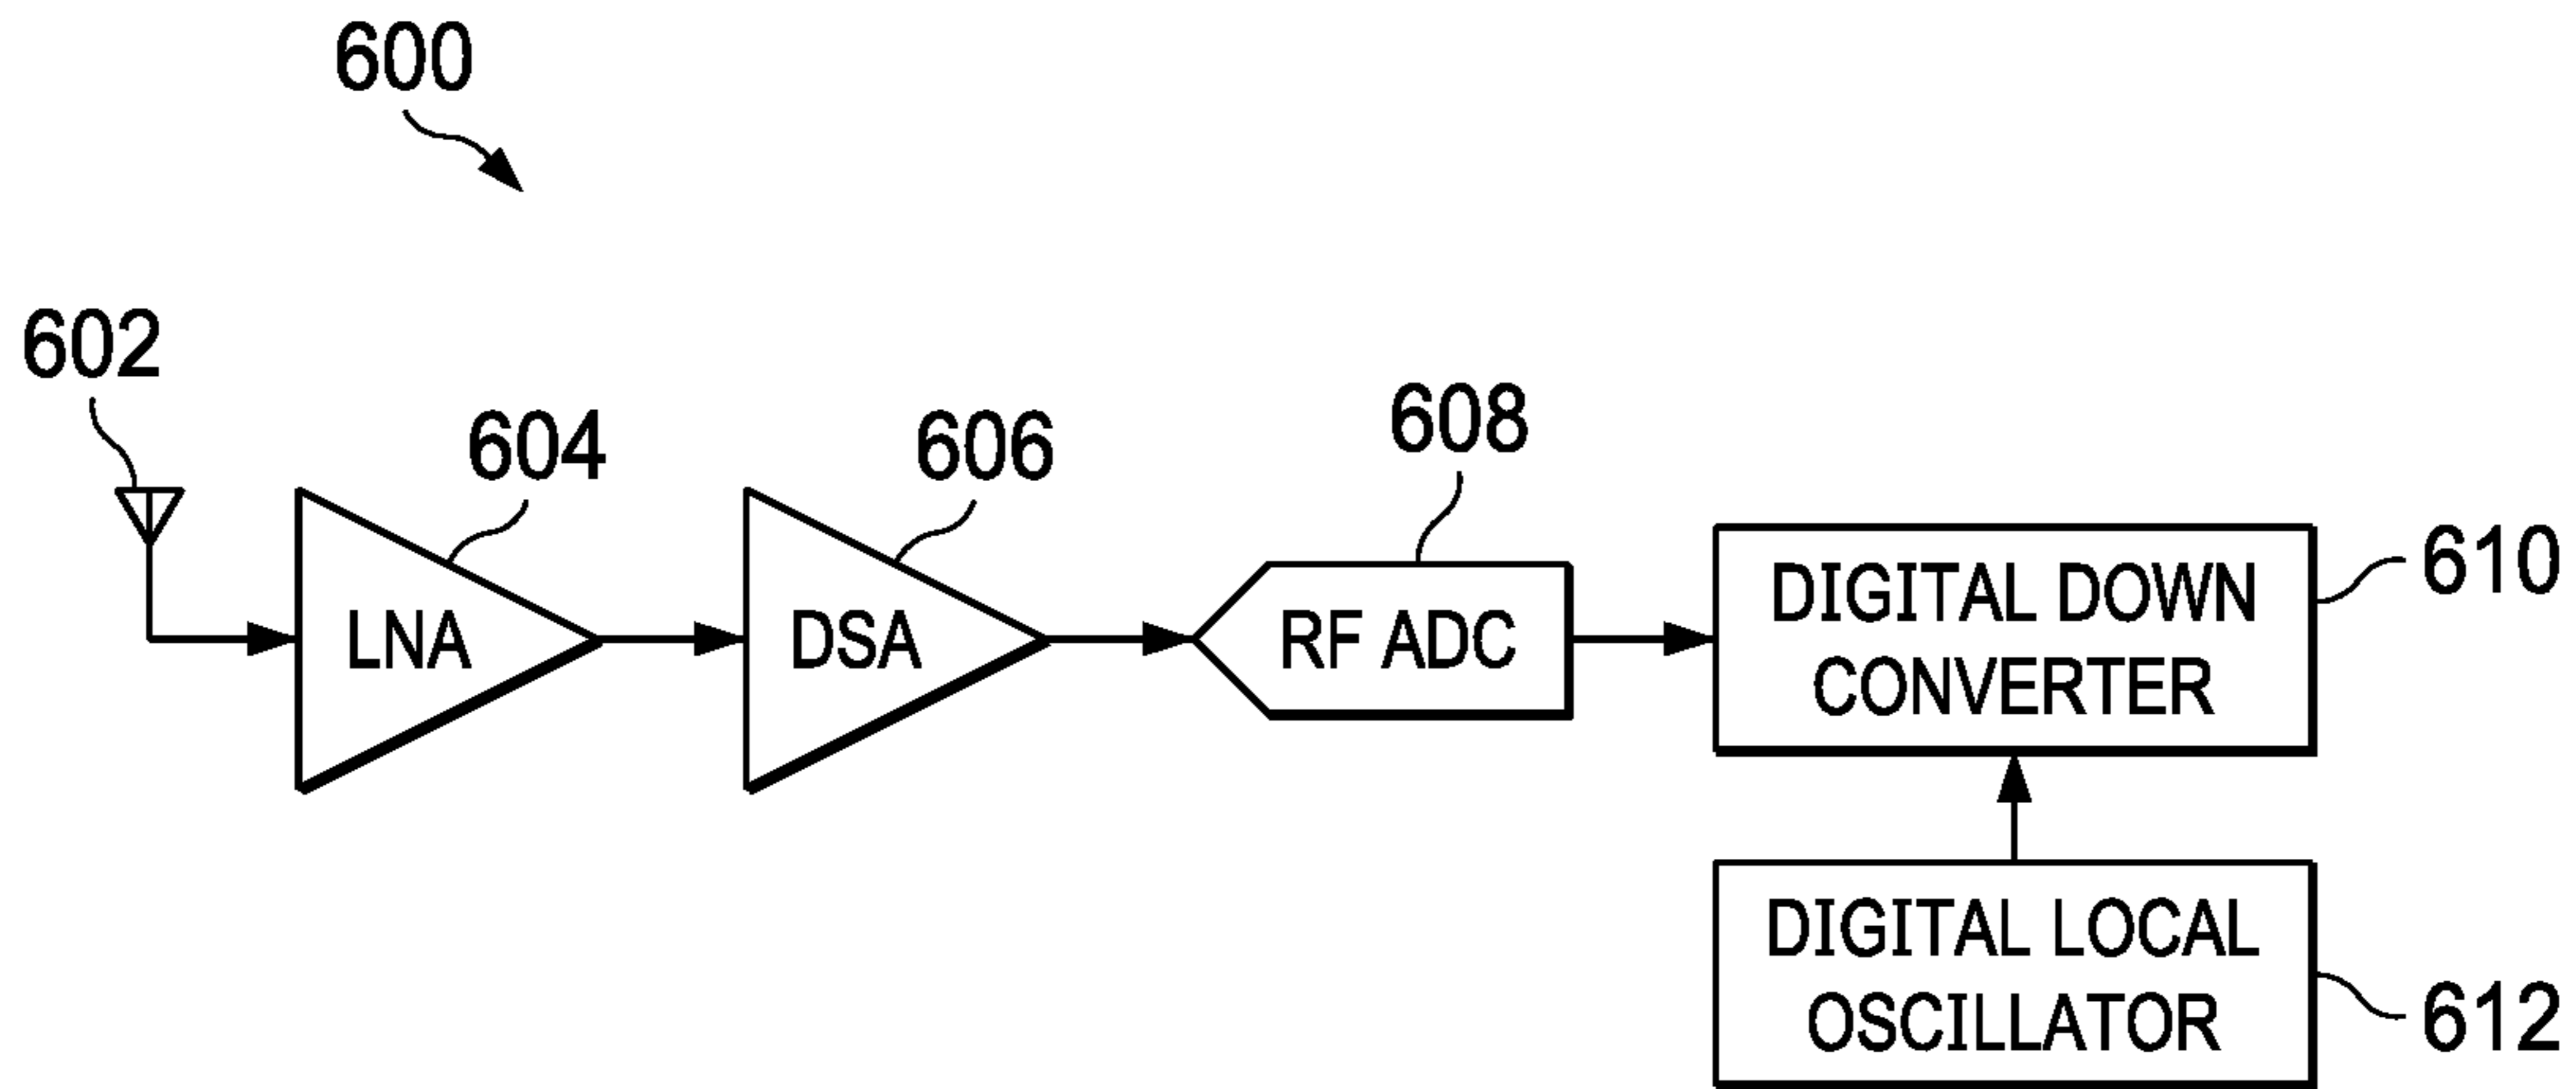 600
602
604
606
608
610
LNA
DSA
RF ADC
DIGITAL DOWN
CONVERTER
DIGITAL LOCAL
OSCILLATOR
612